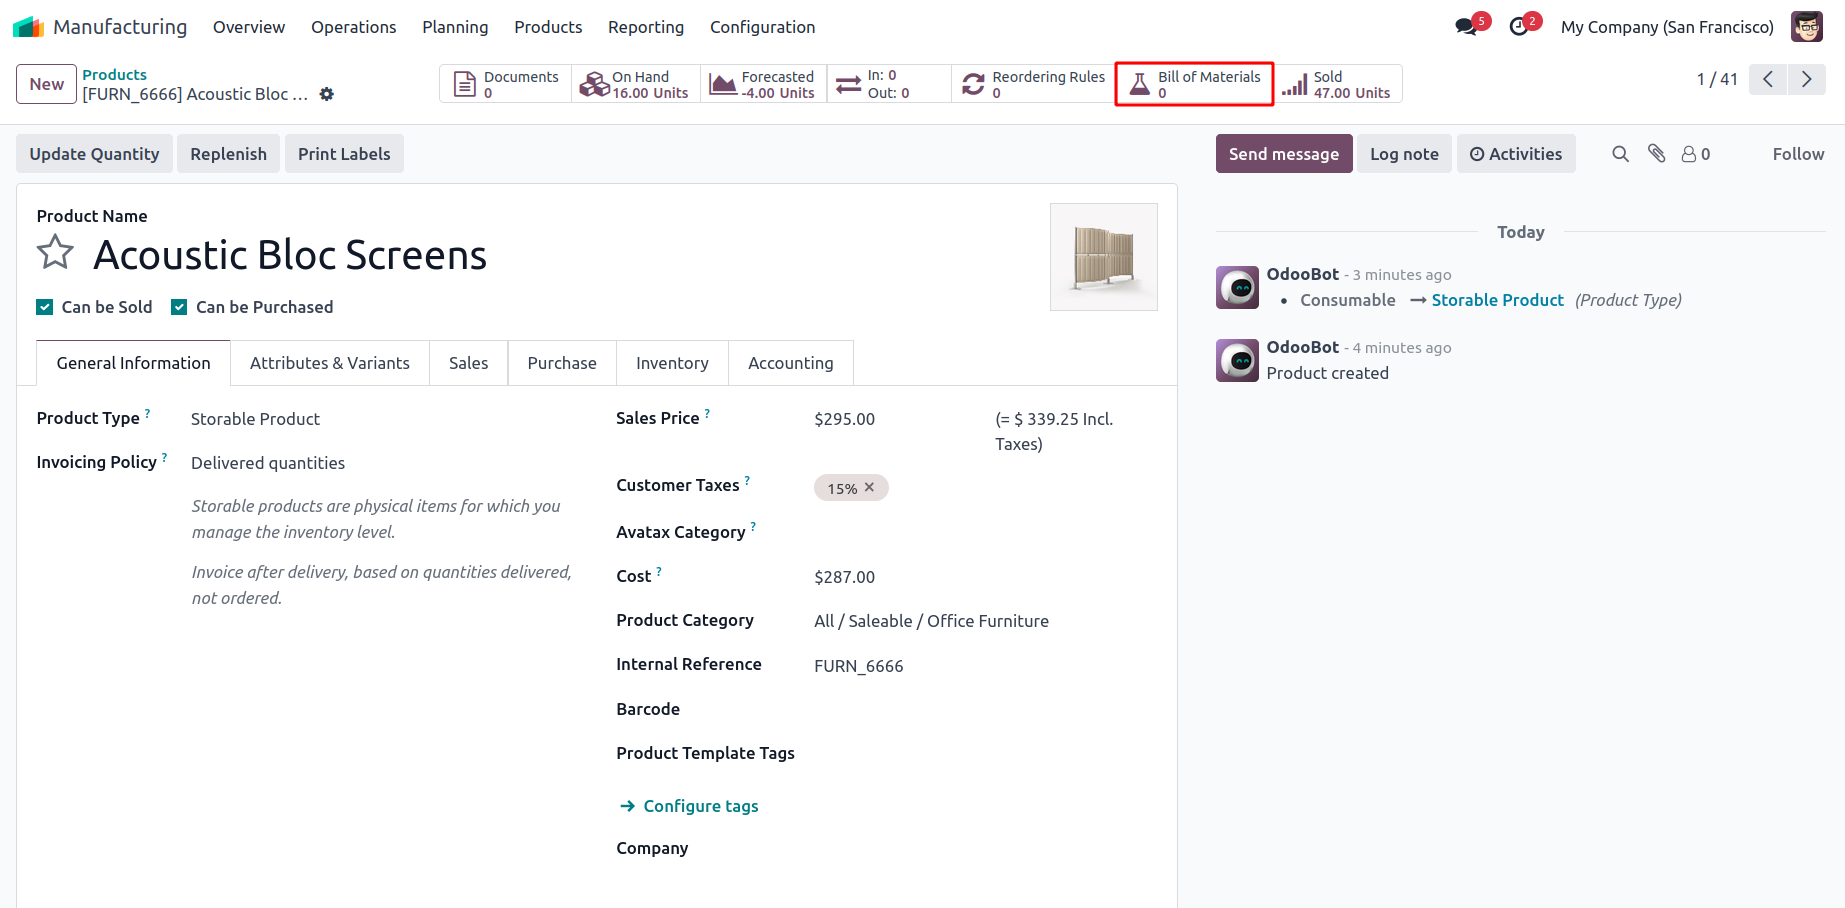 Manufacturing Overview Operations Planning Products Reporting Configuration 5 2 My Company (San Francisco)
New Products
[FURN_6666] Acoustic Bloc ...
Documents
0
On Hand
16.00 Units
Forecasted
-4.00 Units
In: 0
Out: 0
Reordering Rules
0
Bill of Materials
0
Sold
47.00 Units
1 / 41
Update Quantity Replenish Print Labels
Send message Log note Activities 0 Follow
Product Name
Acoustic Bloc Screens
Can be Sold Can be Purchased
General Information Attributes & Variants Sales Purchase Inventory Accounting
Product Type ? Storable Product
Invoicing Policy ? Delivered quantities
Storable products are physical items for which you
manage the inventory level.
Invoice after delivery, based on quantities delivered,
not ordered.
Sales Price ? $295.00 (= $ 339.25 Incl.
Taxes)
Customer Taxes ? 15% ×
Avatax Category ?
Cost ? $287.00
Product Category All / Saleable / Office Furniture
Internal Reference FURN_6666
Barcode
Product Template Tags
→ Configure tags
Company
Today
OdooBot - 3 minutes ago
• Consumable → Storable Product (Product Type)
OdooBot - 4 minutes ago
Product created